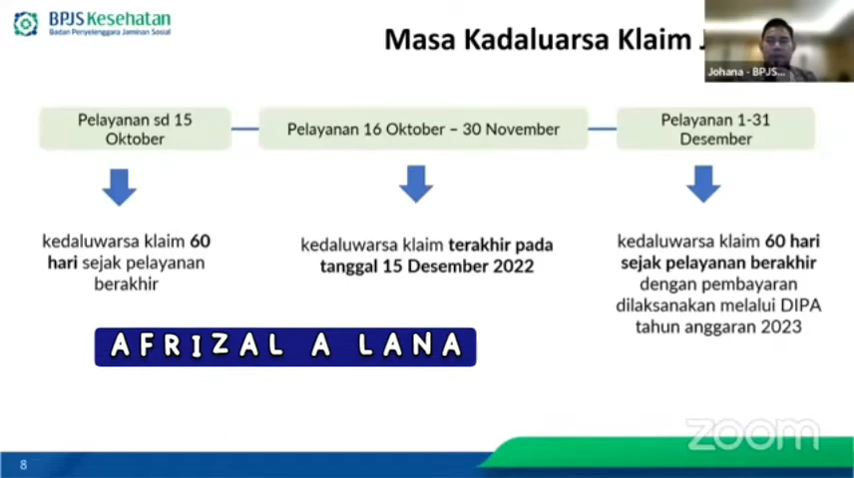 BPJS Kesehatan
Badan Penyelenggara Jaminan Sosial
Masa Kadaluarsa Klaim
Johana - BPJS...
Pelayanan sd 15
Oktober
Pelayanan 16 Oktober – 30 November
Pelayanan 1-31
Desember
kedaluwarsa klaim 60
hari sejak pelayanan
berakhir
kedaluwarsa klaim terakhir pada
tanggal 15 Desember 2022
kedaluwarsa klaim 60 hari
sejak pelayanan berakhir
dengan pembayaran
dilaksanakan melalui DIPA
tahun anggaran 2023
AFRIZAL A LANA
zoom
8